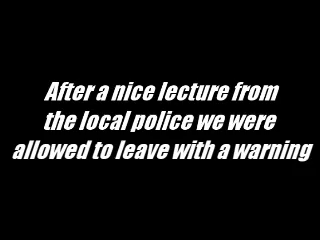 After a nice lecture from
the local police we were
allowed to leave with a warning